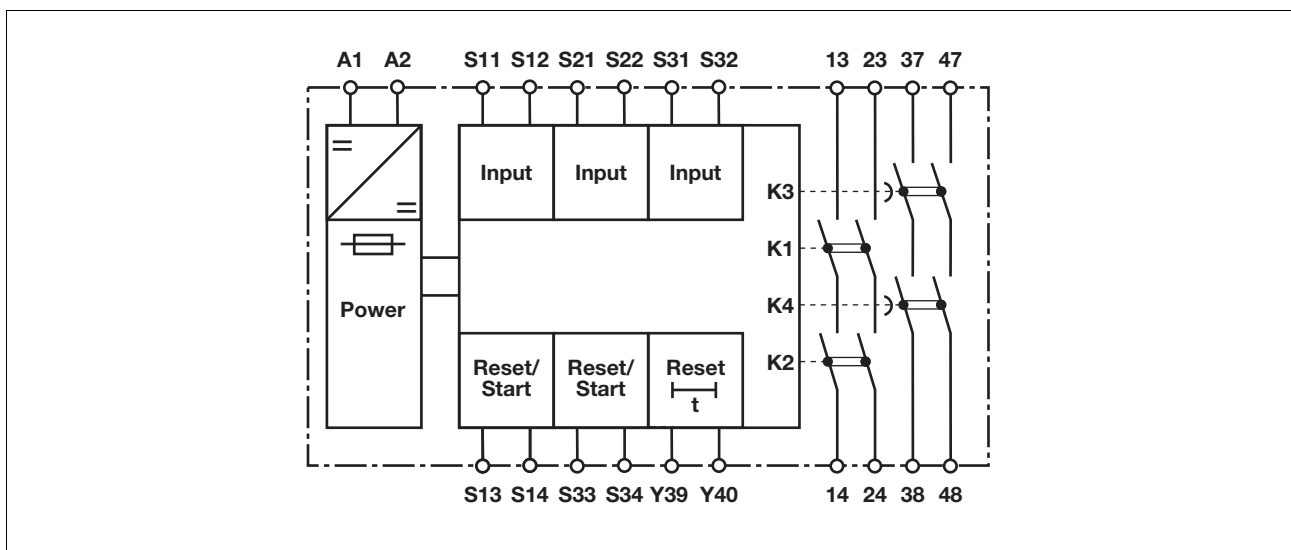 A1 A2 S11 S12 S21 S22 S31 S32 13 23 37 47
Input Input Input
K3
K1
K4
Power
K2
Reset/ Reset/ Reset
Start Start t
S13 S14 S33 S34 Y39 Y40 14 24 38 48